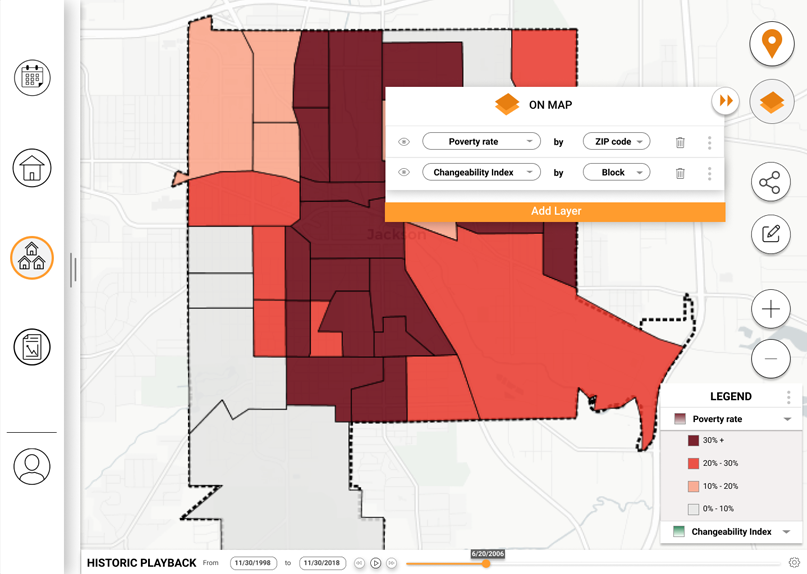 ON MAP
Poverty rate by ZIP code
Changeability Index by Block
Add Layer
Jackson
LEGEND
Poverty rate
30% +
20% - 30%
10% - 20%
0% - 10%
Changeability Index
6/20/2006
HISTORIC PLAYBACK From 11/30/1998 to 11/30/2018